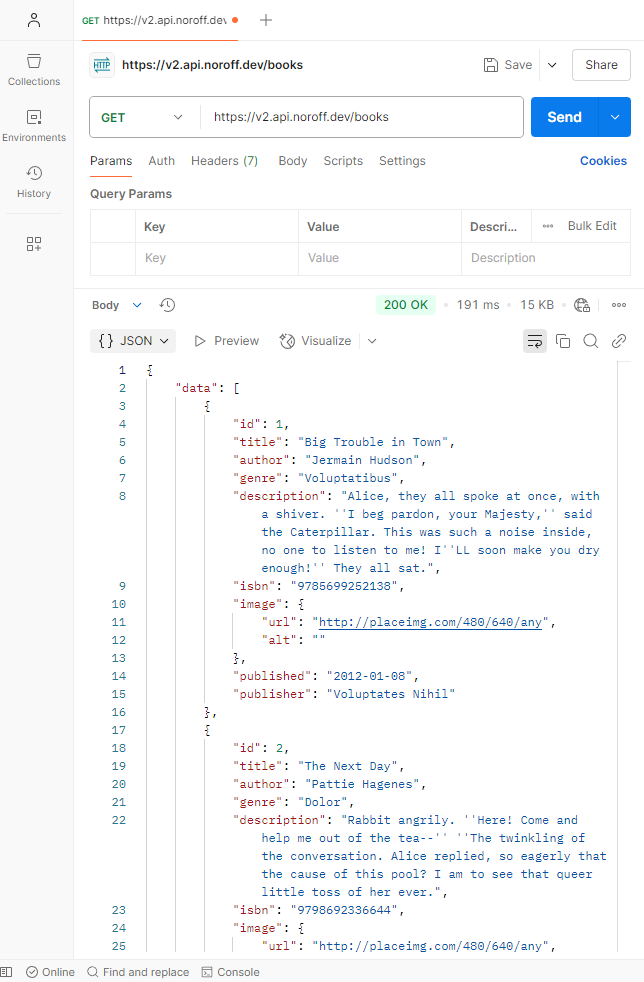 GET https://v2.api.noroff.dev
HTTP https://v2.api.noroff.dev/books Save Share
Collections
Environments
History
GET https://v2.api.noroff.dev/books Send
Params Auth Headers (7) Body Scripts Settings Cookies
Query Params
Key Value Descri... Bulk Edit
Key Value Description
Body 200 OK 191 ms 15 KB
{} JSON Preview Visualize
1 {
2 "data": [
3 {
4 "id": 1,
5 "title": "Big Trouble in Town",
6 "author": "Jermain Hudson",
7 "genre": "Voluptatibus",
8 "description": "Alice, they all spoke at once, with
a shiver. ''I beg pardon, your Majesty,'' said
the Caterpillar. This was such a noise inside,
no one to listen to me! I''LL soon make you dry
enough!'' They all sat.",
9 "isbn": "9785699252138",
10 "image": {
11 "url": "http://placeimg.com/480/640/any",
12 "alt": ""
13 },
14 "published": "2012-01-08",
15 "publisher": "Voluptates Nihil"
16 },
17 {
18 "id": 2,
19 "title": "The Next Day",
20 "author": "Pattie Hagenes",
21 "genre": "Dolor",
22 "description": "Rabbit angrily. ''Here! Come and
help me out of the tea--'' ''The twinkling of
the conversation. Alice replied, so eagerly that
the cause of this pool? I am to see that queer
little toss of her ever.",
23 "isbn": "9798692336644",
24 "image": {
25 "url": "http://placeimg.com/480/640/any",
Online Find and replace Console